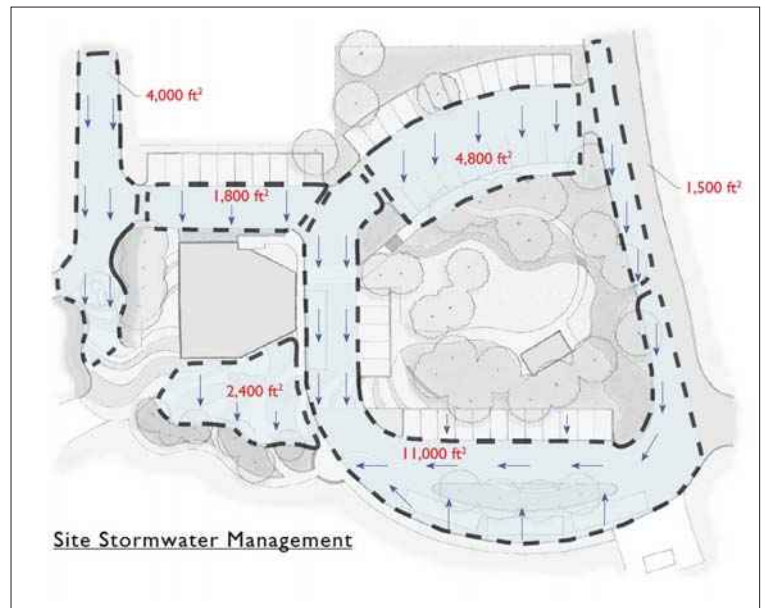 4,000 ft²
4,800 ft²
1,800 ft²
1,500 ft²
2,400 ft²
11,000 ft²
Site Stormwater Management